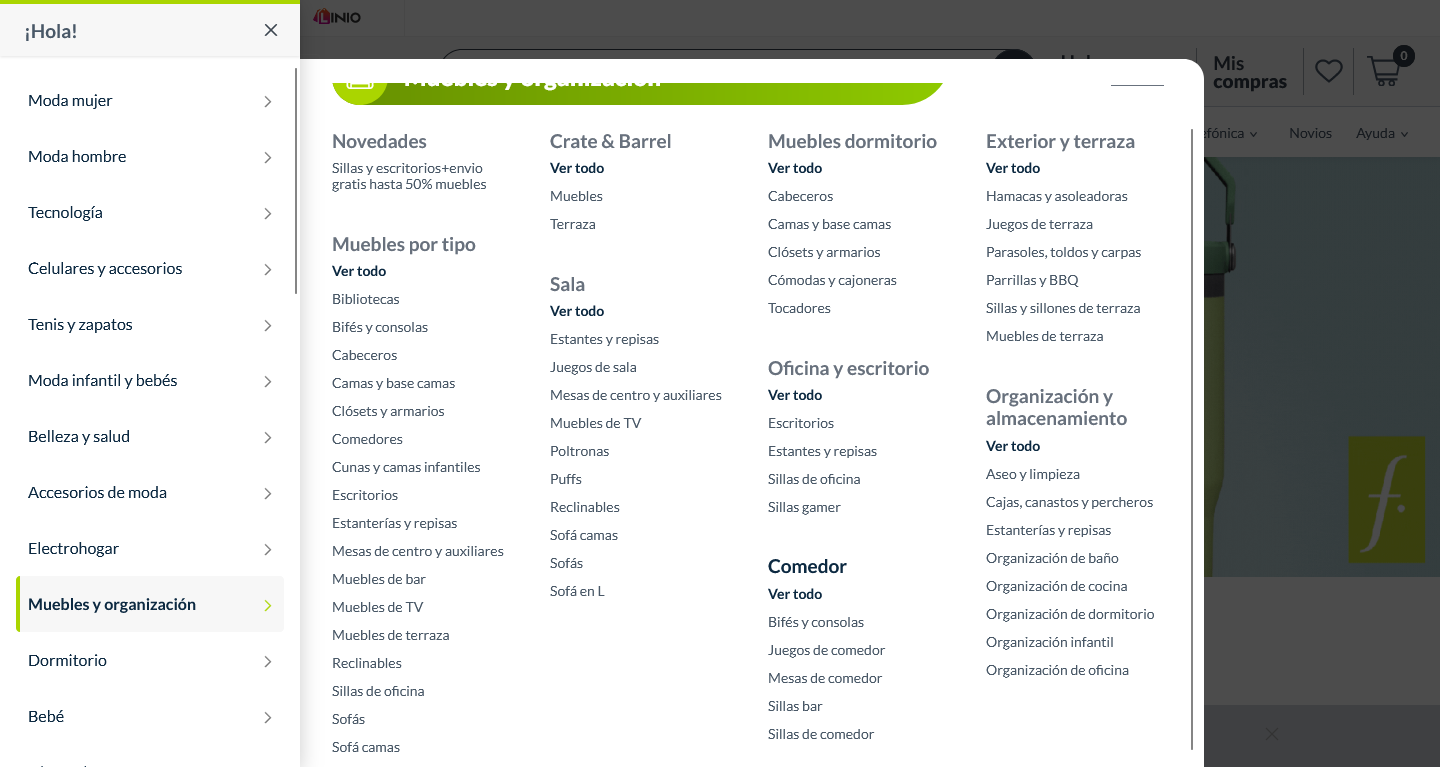 ¡Hola!
Moda mujer
Moda hombre
Tecnología
Celulares y accesorios
Tenis y zapatos
Moda infantil y bebés
Belleza y salud
Accesorios de moda
Electrohogar
Muebles y organización
Dormitorio
Bebé
LINIO
Mis
compras
0
Novios
Ayuda
Muebles y organización
Novedades
Sillas y escritorios+envio
gratis hasta 50% muebles
Muebles por tipo
Ver todo
Bibliotecas
Bifés y consolas
Cabeceros
Camas y base camas
Clósets y armarios
Comedores
Cunas y camas infantiles
Escritorios
Estanterías y repisas
Mesas de centro y auxiliares
Muebles de bar
Muebles de TV
Muebles de terraza
Reclinables
Sillas de oficina
Sofás
Sofá camas
Crate & Barrel
Ver todo
Muebles
Terraza
Sala
Ver todo
Estantes y repisas
Juegos de sala
Mesas de centro y auxiliares
Muebles de TV
Poltronas
Puffs
Reclinables
Sofá camas
Sofás
Sofá en L
Muebles dormitorio
Ver todo
Cabeceros
Camas y base camas
Clósets y armarios
Cómodas y cajoneras
Tocadores
Oficina y escritorio
Ver todo
Escritorios
Estantes y repisas
Sillas de oficina
Sillas gamer
Comedor
Ver todo
Bifés y consolas
Juegos de comedor
Mesas de comedor
Sillas bar
Sillas de comedor
Exterior y terraza
Ver todo
Hamacas y asoleadoras
Juegos de terraza
Parasoles, toldos y carpas
Parrillas y BBQ
Sillas y sillones de terraza
Muebles de terraza
Organización y
almacenamiento
Ver todo
Aseo y limpieza
Cajas, canastos y percheros
Estanterías y repisas
Organización de baño
Organización de cocina
Organización de dormitorio
Organización infantil
Organización de oficina
f.